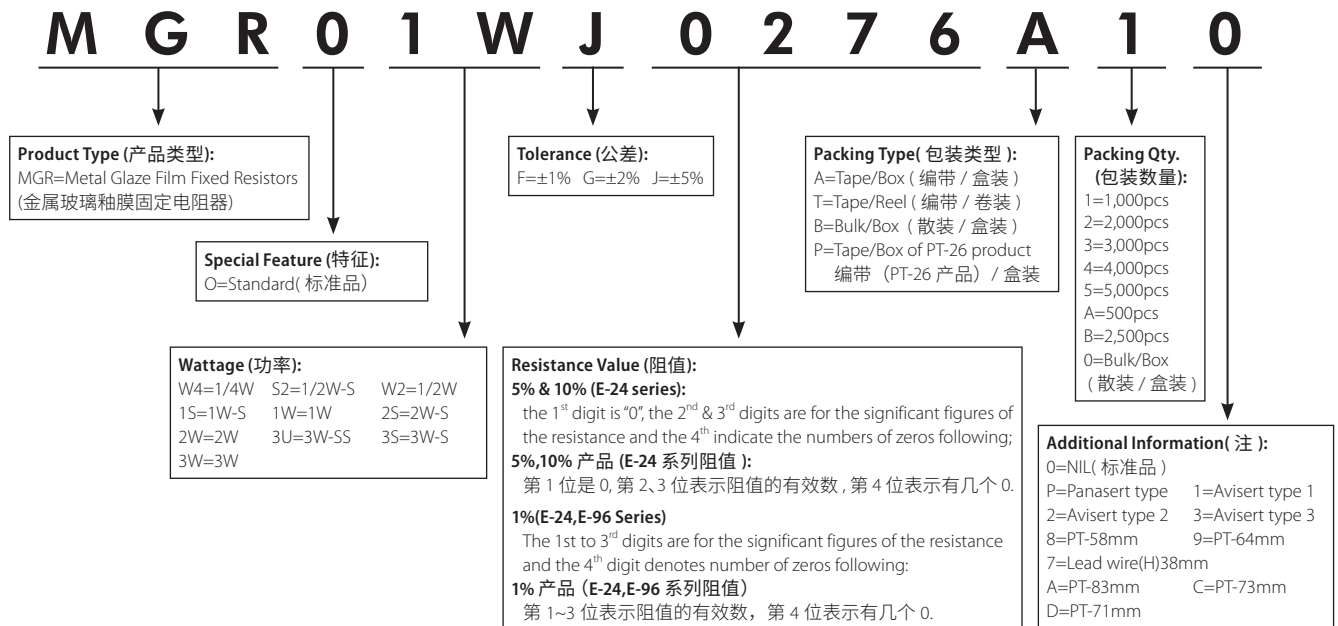 M G R 0 1 W J 0 2 7 6 A 1 0
Product Type (产品类型):
MGR=Metal Glaze Film Fixed Resistors
(金属玻璃釉膜固定电阻器)
Special Feature (特征):
O=Standard( 标准品)
Wattage (功率):
W4=1/4W S2=1/2W-S W2=1/2W
1S=1W-S 1W=1W 2S=2W-S
2W=2W 3U=3W-SS 3S=3W-S
3W=3W
Tolerance (公差):
F=±1% G=±2% J=±5%
Resistance Value (阻值):
5% & 10% (E-24 series):
the 1st digit is "0", the 2nd & 3rd digits are for the significant figures of
the resistance and the 4th indicate the numbers of zeros following;
5%,10% 产品 (E-24 系列阻值 ):
第 1 位是 0, 第 2、3 位表示阻值的有效数 , 第 4 位表示有几个 0.
1%(E-24,E-96 Series)
The 1st to 3rd digits are for the significant figures of the resistance
and the 4th digit denotes number of zeros following:
1% 产品（E-24,E-96 系列阻值）
第 1~3 位表示阻值的有效数，第 4 位表示有几个 0.
Packing Type( 包装类型 ):
A=Tape/Box ( 编带 / 盒装 )
T=Tape/Reel ( 编带 / 卷装 )
B=Bulk/Box ( 散装 / 盒装 )
P=Tape/Box of PT-26 product
编带（PT-26 产品）/ 盒装
Packing Qty.
(包装数量):
1=1,000pcs
2=2,000pcs
3=3,000pcs
4=4,000pcs
5=5,000pcs
A=500pcs
B=2,500pcs
0=Bulk/Box
( 散装 / 盒装 )
Additional Information( 注 ):
0=NIL( 标准品 )
P=Panasert type 1=Avisert type 1
2=Avisert type 2 3=Avisert type 3
8=PT-58mm 9=PT-64mm
7=Lead wire(H)38mm
A=PT-83mm C=PT-73mm
D=PT-71mm